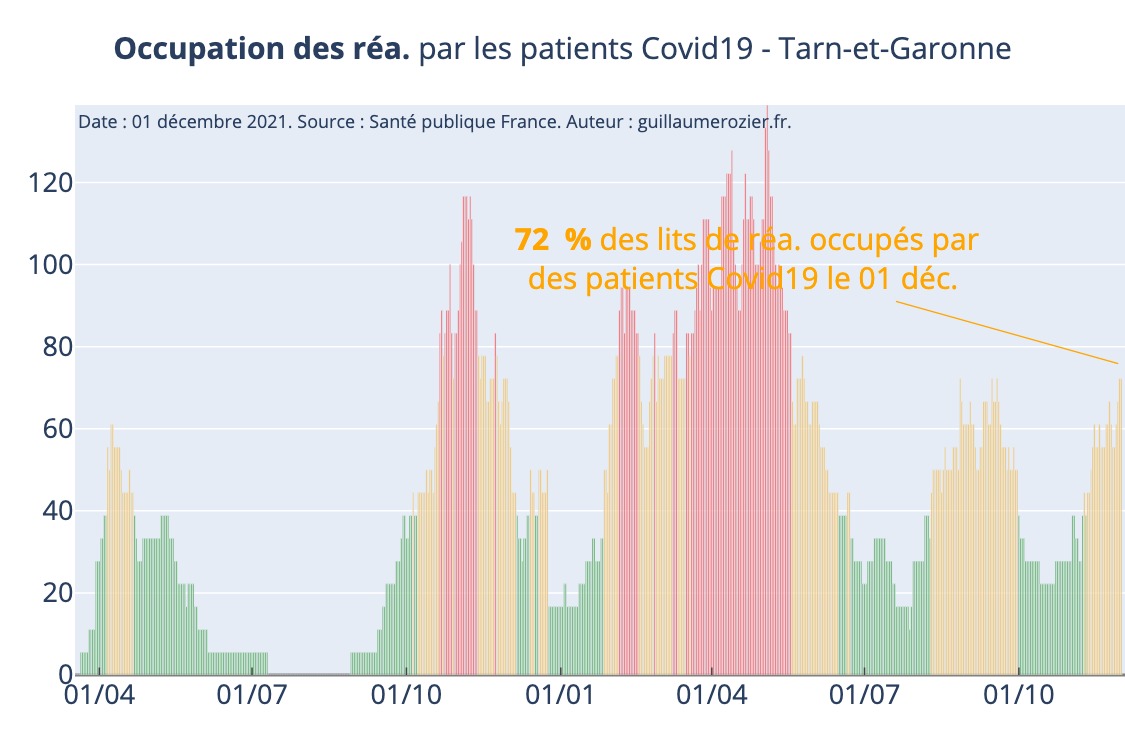 Occupation des réa. par les patients Covid19 - Tarn-et-Garonne
Date : 01 décembre 2021. Source : Santé publique France. Auteur : guillaumerozier.fr.
120
72 % des lits de réa. occupés par
100
des patients Covid19 le 01 déc.
80
60
40
20
0
01/04 01/07 01/10 01/01 01/04 01/07 01/10